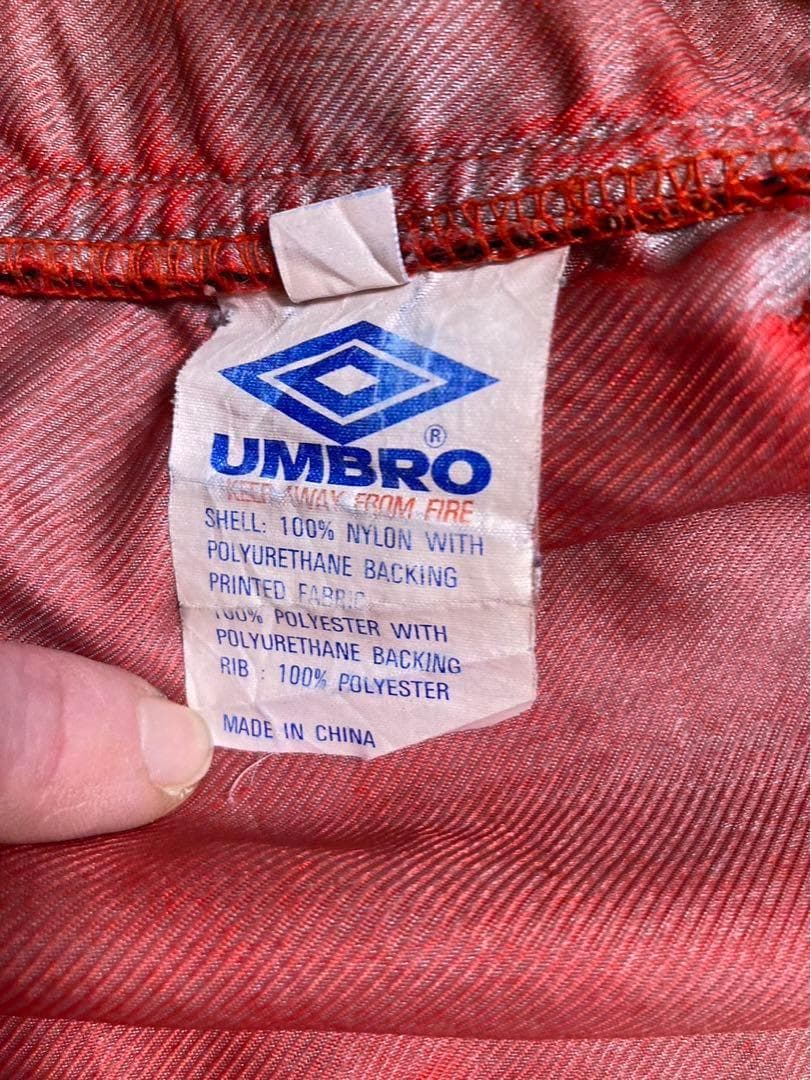 UMBRO®
KEEP AWAY FROM FIRE
SHELL: 100% NYLON WITH
POLYURETHANE BACKING
PRINTED FABRIC
100% POLYESTER WITH
POLYURETHANE BACKING
RIB : 100% POLYESTER
MADE IN CHINA